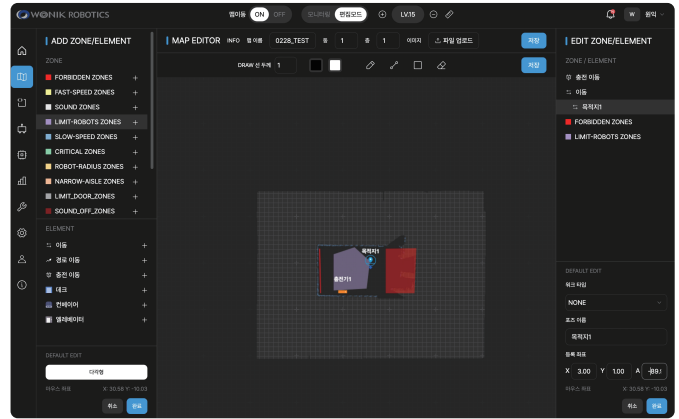 WONIK ROBOTICS
맵이동 ON OFF 모니터링 편집모드 LV.15
W 원익
ADD ZONE/ELEMENT
ZONE
FORBIDDEN ZONES +
FAST-SPEED ZONES +
SOUND ZONES +
LIMIT-ROBOTS ZONES +
SLOW-SPEED ZONES +
CRITICAL ZONES +
ROBOT-RADIUS ZONES +
NARROW-AISLE ZONES +
LIMIT_DOOR_ZONES +
SOUND_OFF_ZONES +
ELEMENT
이동 +
경로 이동 +
충전 이동 +
데크 +
컨베이어 +
엘레베이터 +
DEFAULT EDIT
다각형
마우스 좌표 X: 30.58 Y: -10.03
취소 완료
MAP EDITOR INFO 맵 이름 0228_TEST 동 1 층 1 이미지 파일 업로드 저장
DRAW 선 두께 1 저장
목적지1
충전기1
EDIT ZONE/ELEMENT
ZONE / ELEMENT
충전 이동
이동
목적지1
FORBIDDEN ZONES
LIMIT-ROBOTS ZONES
DEFAULT EDIT
워크 타입
NONE
포즈 이름
목적지1
등록 좌표
X 3.00 Y 1.00 A
마우스 좌표 X: 30.58 Y: -10.03
취소 완료